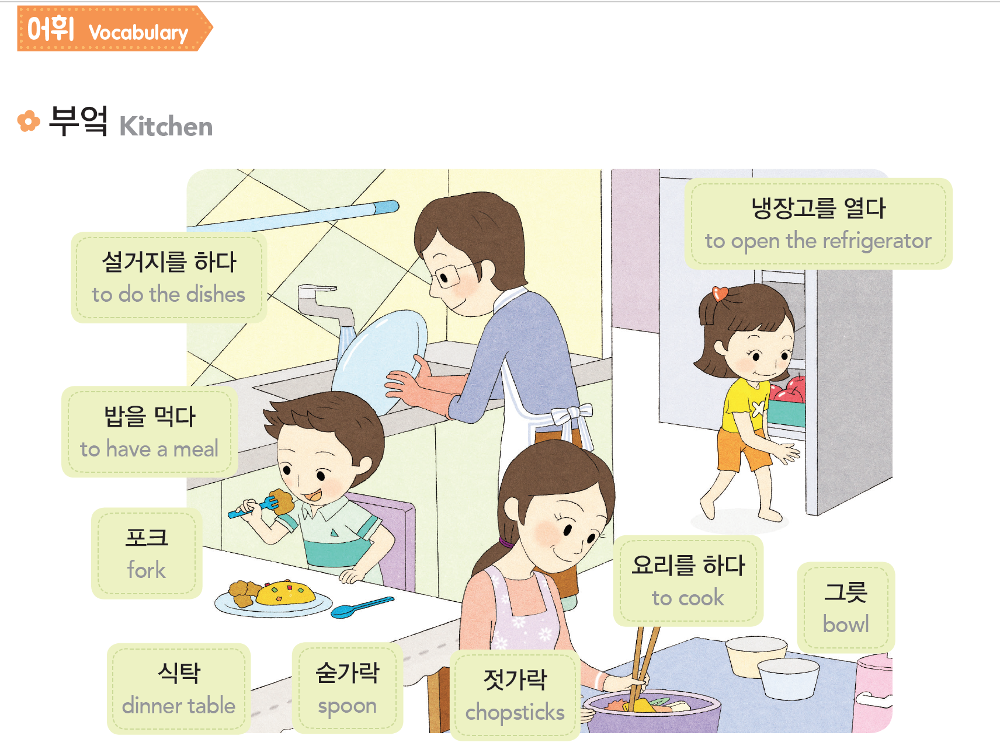 어휘 Vocabulary
부엌 Kitchen
냉장고를 열다
to open the refrigerator
설거지를 하다
to do the dishes
밥을 먹다
to have a meal
포크
fork
요리를 하다
to cook
그릇
bowl
식탁
dinner table
숟가락
spoon
젓가락
chopsticks